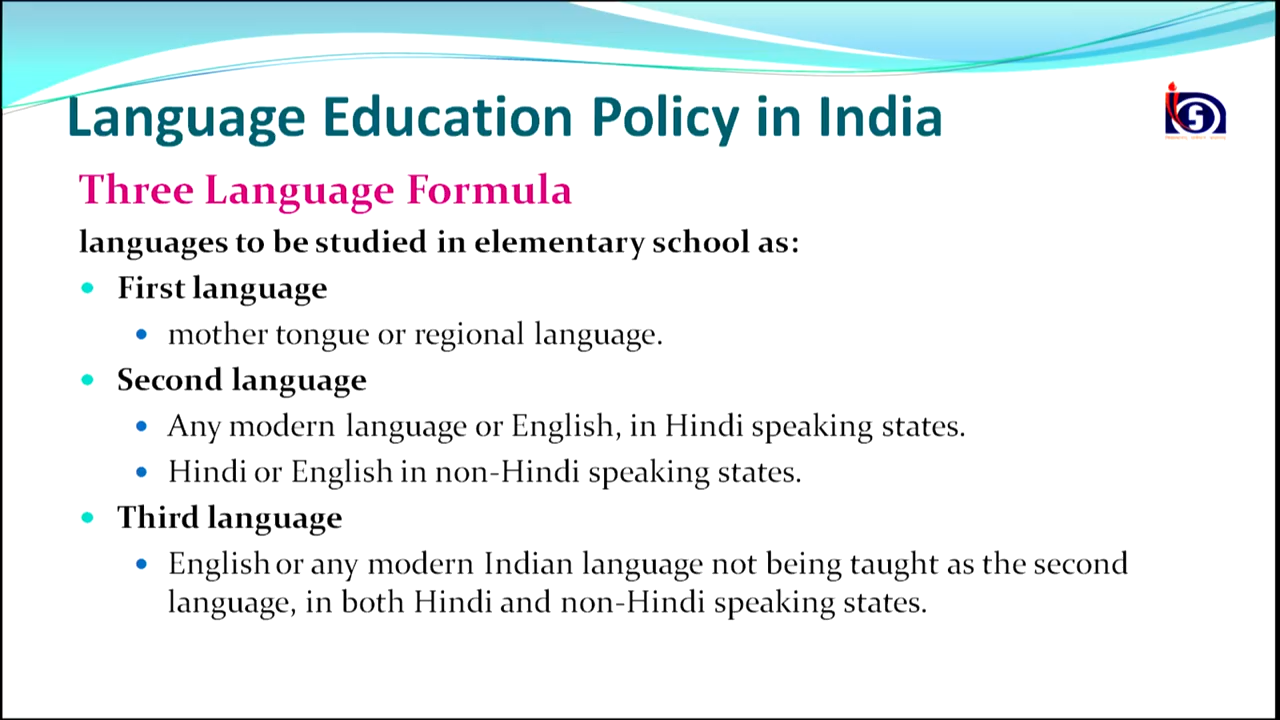 Language Education Policy in India
Three Language Formula
languages to be studied in elementary school as:
• First language
• mother tongue or regional language.
• Second language
• Any modern language or English, in Hindi speaking states.
• Hindi or English in non-Hindi speaking states.
• Third language
• English or any modern Indian language not being taught as the second
language, in both Hindi and non-Hindi speaking states.